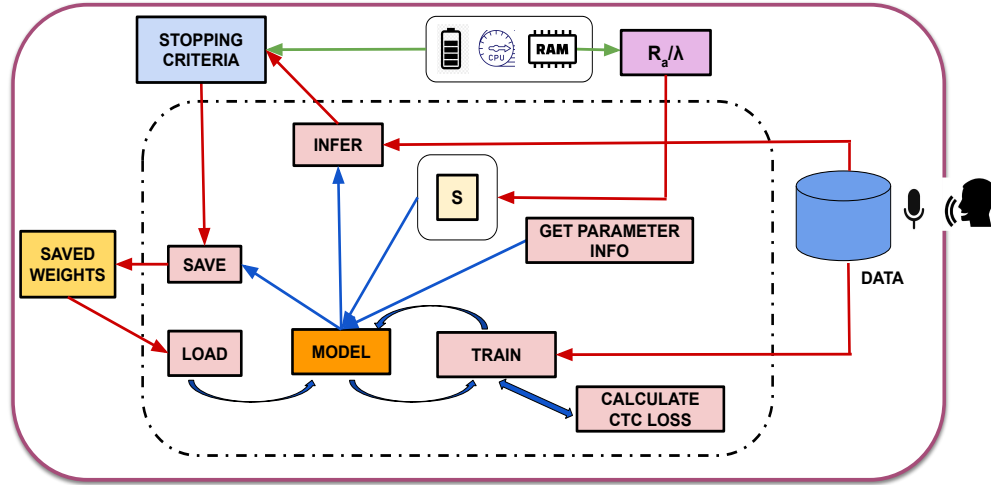 STOPPING
CRITERIA
CPU
RAM
Rₐ/λ
INFER
S
GET PARAMETER
INFO
SAVED
WEIGHTS
SAVE
DATA
LOAD
MODEL
TRAIN
CALCULATE
CTC LOSS